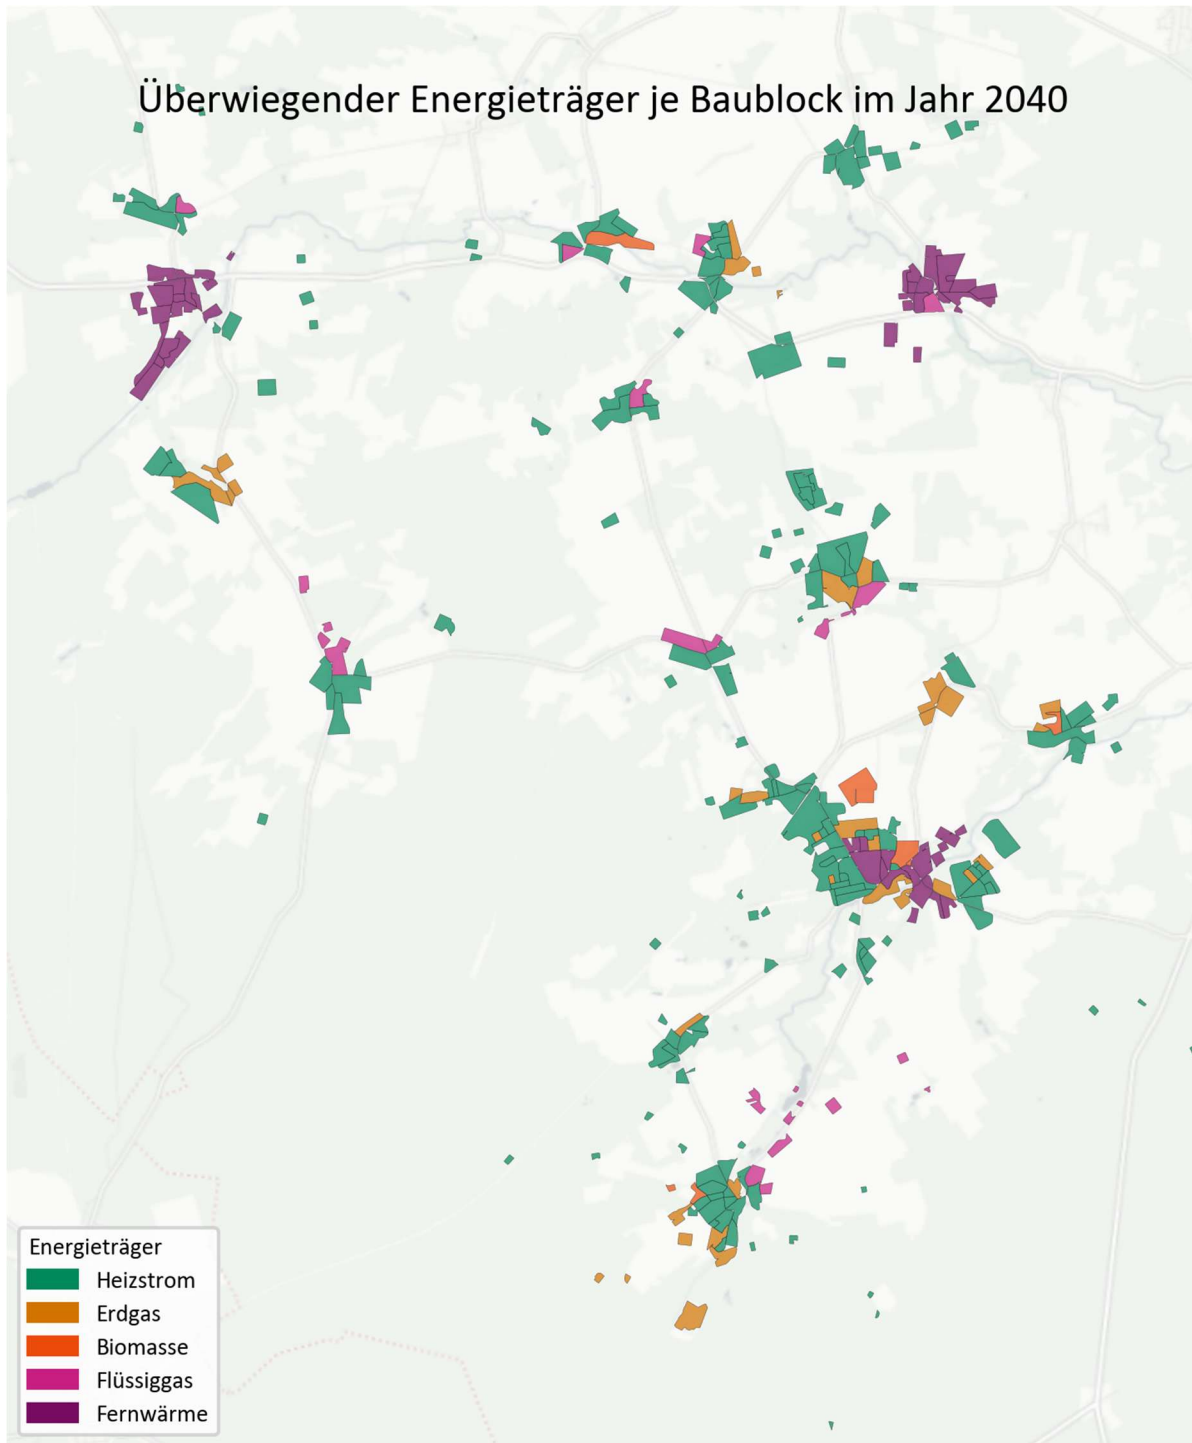 Überwiegender Energieträger je Baublock im Jahr 2040
Energieträger
Heizstrom
Erdgas
Biomasse
Flüssiggas
Fernwärme